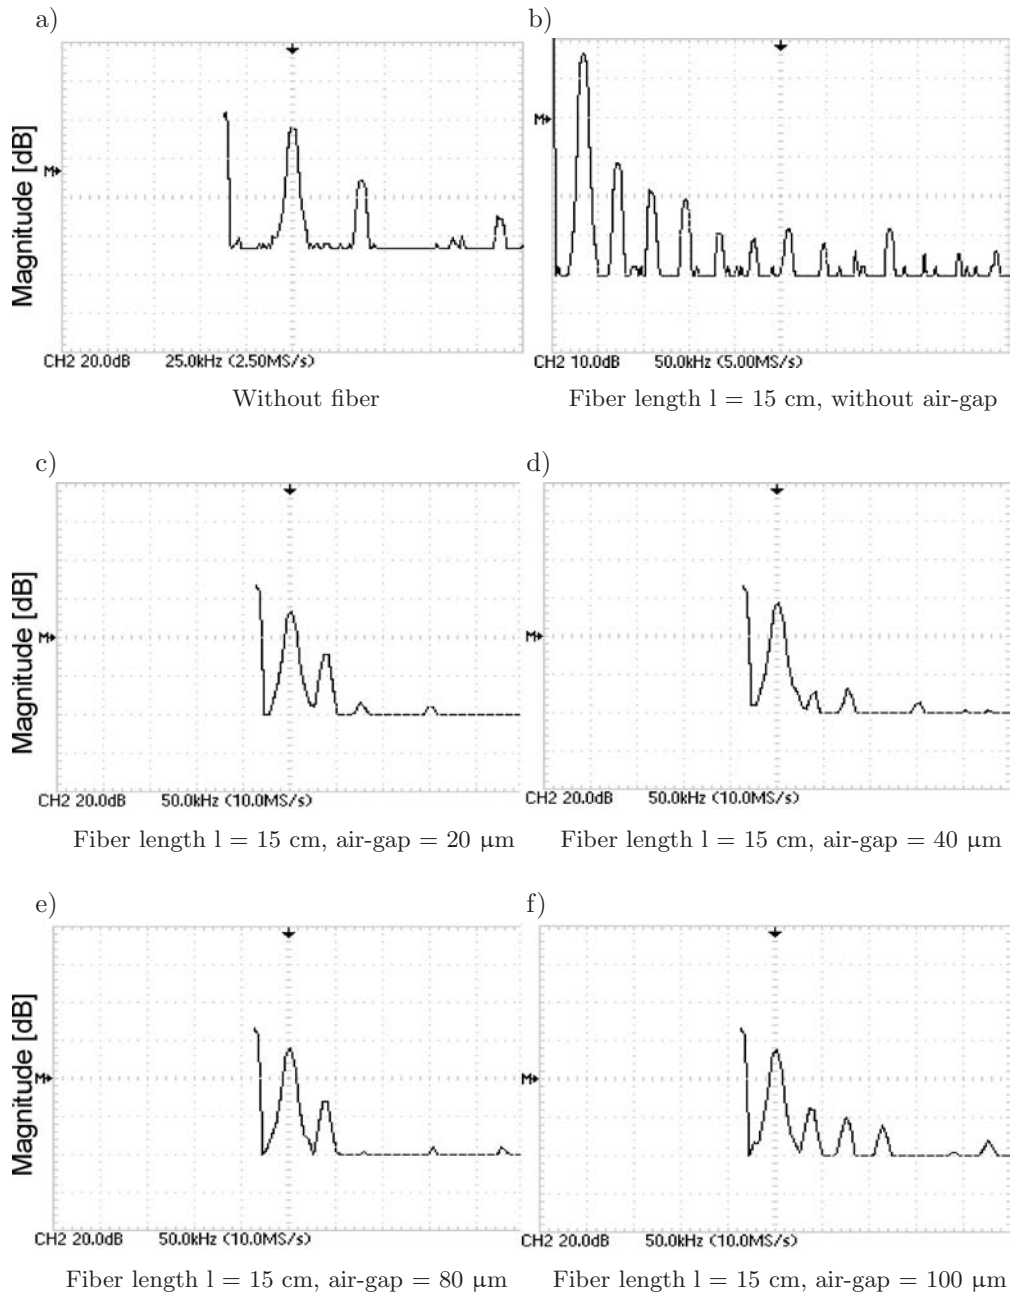 a)
b)
Magnitude [dB]
M
M
CH2 20.0dB 25.0kHz (2.50MS/s)
CH2 10.0dB 50.0kHz (5.00MS/s)
Without fiber
Fiber length l = 15 cm, without air-gap
c)
d)
Magnitude [dB]
M
M
CH2 20.0dB 50.0kHz (10.0MS/s)
CH2 20.0dB 50.0kHz (10.0MS/s)
Fiber length l = 15 cm, air-gap = 20 μm
Fiber length l = 15 cm, air-gap = 40 μm
e)
f)
Magnitude [dB]
M
M
CH2 20.0dB 50.0kHz (10.0MS/s)
CH2 20.0dB 50.0kHz (10.0MS/s)
Fiber length l = 15 cm, air-gap = 80 μm
Fiber length l = 15 cm, air-gap = 100 μm